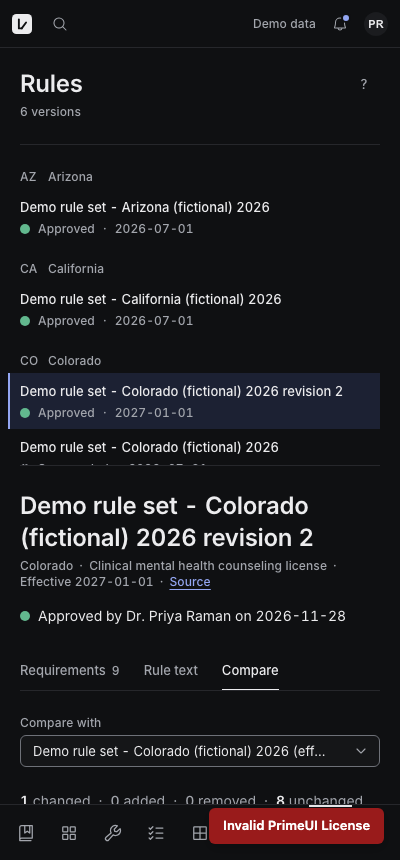 Demo data PR
Rules ?
6 versions
AZ Arizona
Demo rule set - Arizona (fictional) 2026
Approved · 2026-07-01
CA California
Demo rule set - California (fictional) 2026
Approved · 2026-07-01
CO Colorado
Demo rule set - Colorado (fictional) 2026 revision 2
Approved · 2027-01-01
Demo rule set - Colorado (fictional) 2026
Demo rule set - Colorado
(fictional) 2026 revision 2
Colorado · Clinical mental health counseling license ·
Effective 2027-01-01 · Source
Approved by Dr. Priya Raman on 2026-11-28
Requirements 9 Rule text Compare
Compare with
Demo rule set - Colorado (fictional) 2026 (eff...
1 changed · 0 added · 0 removed · 8 unchanged
Invalid PrimeUI License